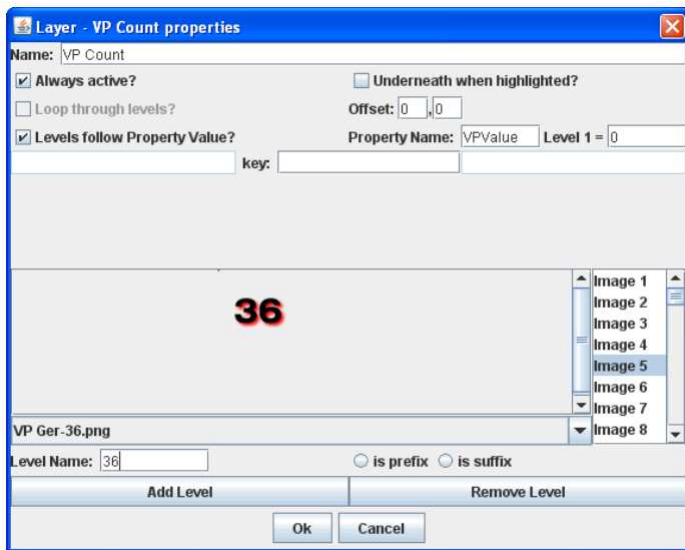 Layer - VP Count properties
Name: VP Count
Always active? Underneath when highlighted?
Loop through levels? Offset: 0 ,0
Levels follow Property Value? Property Name: VPValue Level 1 = 0
key:
Image 1
Image 2
36 Image 3
Image 4
Image 5
Image 6
Image 7
VP Ger-36.png Image 8
Level Name: 36 is prefix is suffix
Add Level Remove Level
Ok Cancel